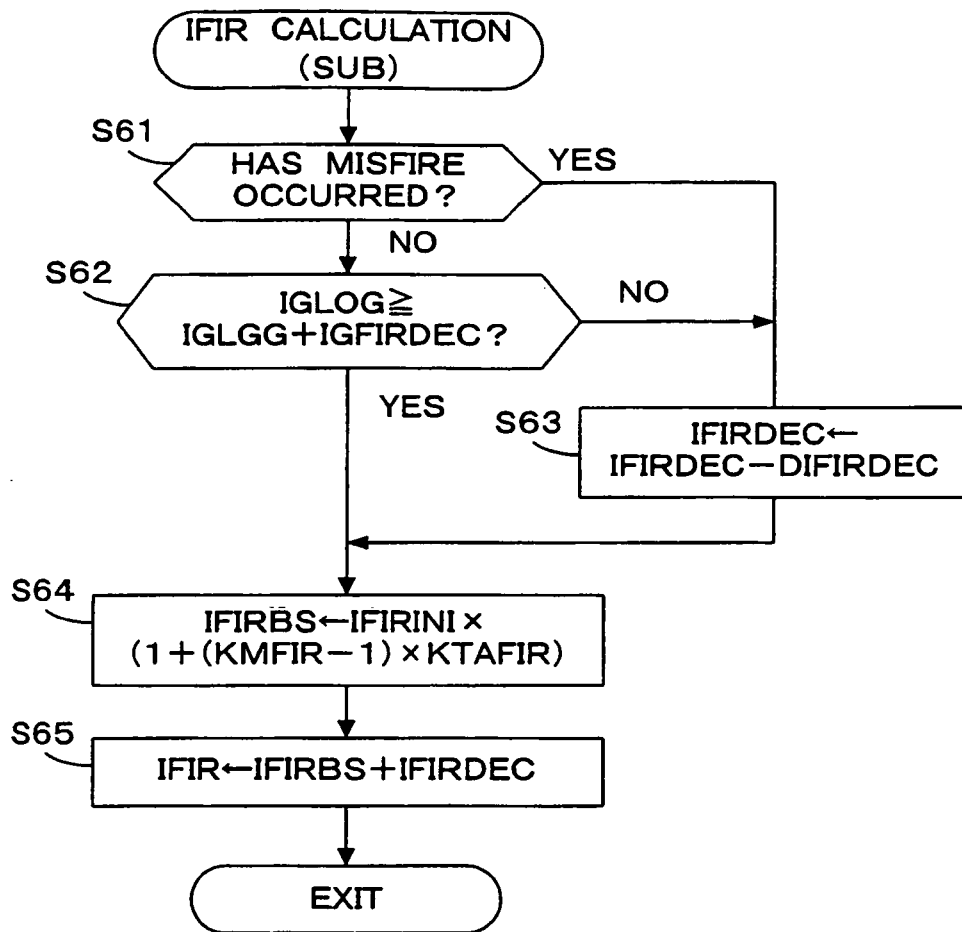 IFIR CALCULATION
(SUB)
S61
HAS MISFIRE
OCCURRED?
YES
NO
S62
IGLOG≧
IGLGG+IGFIRDEC?
NO
YES
S63
IFIRDEC←
IFIRDEC−DIFIRDEC
S64
IFIRBS←IFIRINI×
(1+(KMFIR−1)×KTAFIR)
S65
IFIR←IFIRBS+IFIRDEC
EXIT